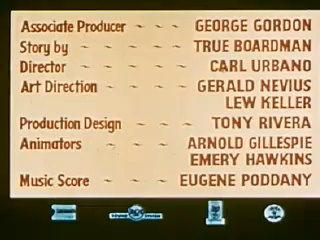 Associate Producer ~ ~ ~ GEORGE GORDON
Story by ~ ~ ~ ~ ~ TRUE BOARDMAN
Director ~ ~ ~ ~ ~ CARL URBANO
Art Direction ~ ~ ~ ~ GERALD NEVIUS
LEW KELLER
Production Design ~ ~ ~ TONY RIVERA
Animators ~ ~ ~ ~ ARNOLD GILLESPIE
EMERY HAWKINS
Music Score ~ ~ ~ ~ EUGENE PODDANY